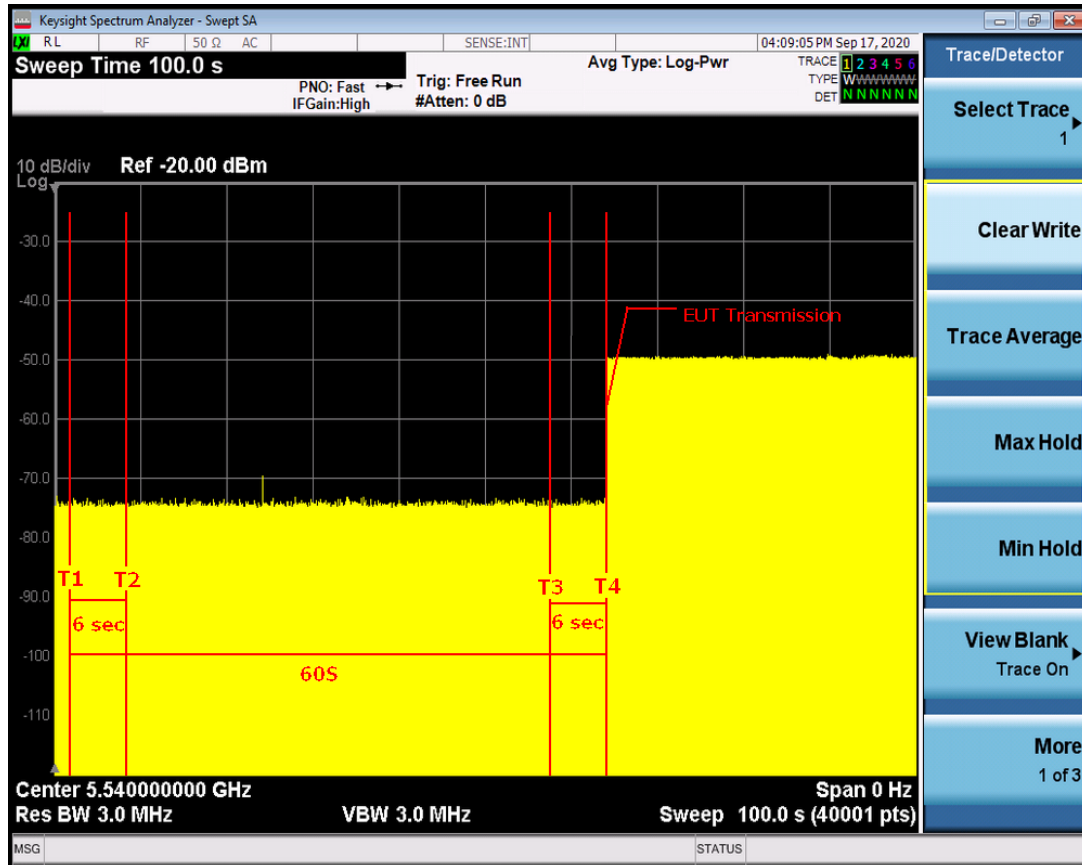 Keysight Spectrum Analyzer - Swept SA
LXI RL RF 50 Ω AC SENSE:INT 04:09:05 PM Sep 17, 2020
Sweep Time 100.0 s
PNO: Fast
IFGain:High
Trig: Free Run
#Atten: 0 dB
Avg Type: Log-Pwr
TRACE 1 2 3 4 5 6
TYPE WWWWWW
DET N N N N N N
10 dB/div Ref -20.00 dBm
Log
-30.0
-40.0
-50.0
-60.0
-70.0
-80.0
-90.0
-100
-110
EUT Transmission
T1 T2 T3 T4
6 sec 6 sec
60S
Center 5.540000000 GHz Span 0 Hz
Res BW 3.0 MHz VBW 3.0 MHz Sweep 100.0 s (40001 pts)
MSG STATUS
Trace/Detector
Select Trace
1
Clear Write
Trace Average
Max Hold
Min Hold
View Blank
Trace On
More
1 of 3